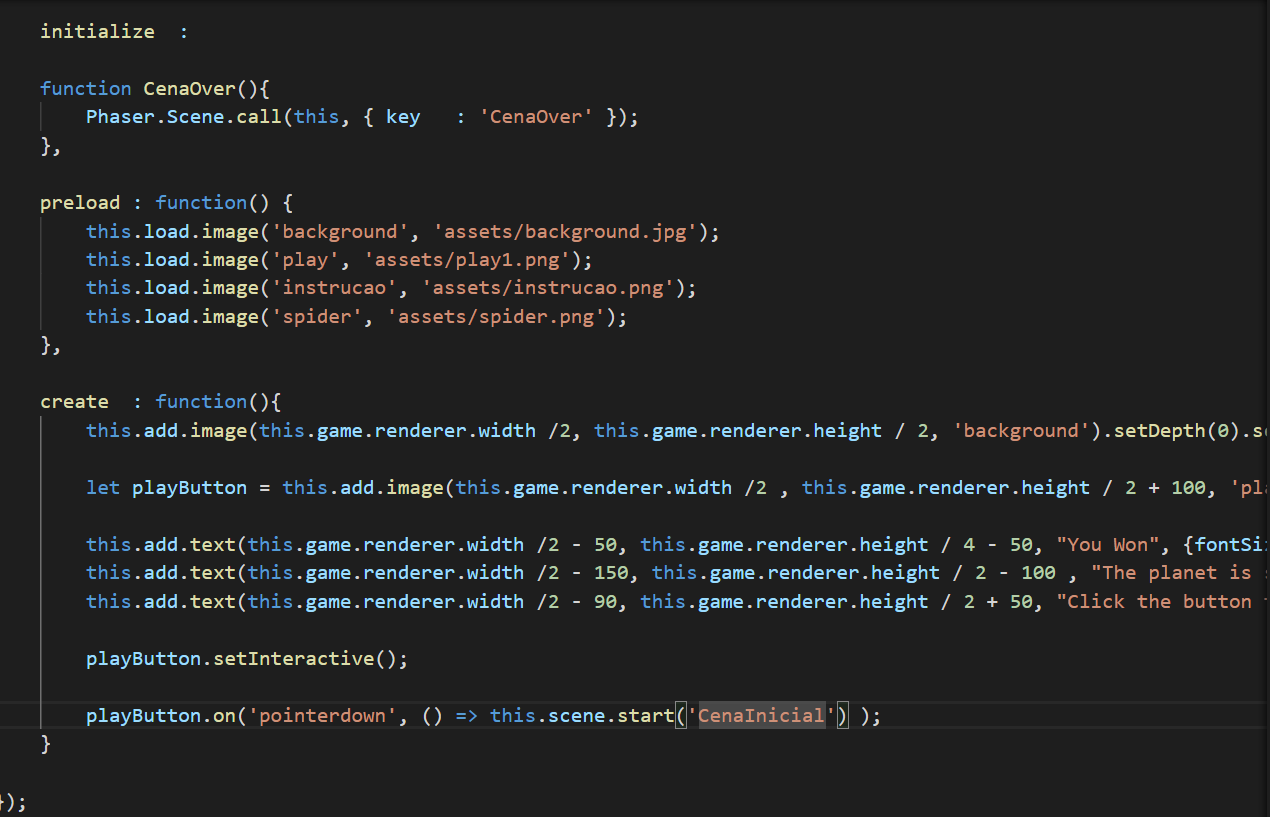 initialize  :
function CenaOver(){
Phaser.Scene.call(this, { key   : 'CenaOver' });
},
preload : function() {
this.load.image('background', 'assets/background.jpg');
this.load.image('play', 'assets/play1.png');
this.load.image('instrucao', 'assets/instrucao.png');
this.load.image('spider', 'assets/spider.png');
},
create  : function(){
this.add.image(this.game.renderer.width /2, this.game.renderer.height / 2, 'background').setDepth(0).s
let playButton = this.add.image(this.game.renderer.width /2 , this.game.renderer.height / 2 + 100, 'pl
this.add.text(this.game.renderer.width /2 - 50, this.game.renderer.height / 4 - 50, "You Won", {fontSi
this.add.text(this.game.renderer.width /2 - 150, this.game.renderer.height / 2 - 100 , "The planet is
this.add.text(this.game.renderer.width /2 - 90, this.game.renderer.height / 2 + 50, "Click the button
playButton.setInteractive();
playButton.on('pointerdown', () => this.scene.start('CenaInicial') );
}
});